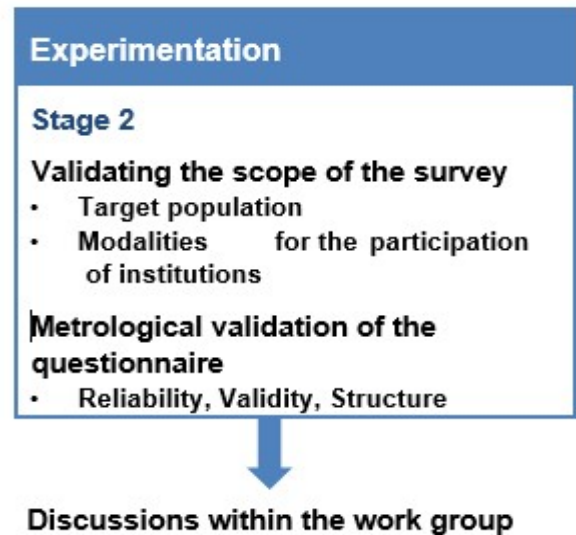 Experimentation
Stage 2
Validating the scope of the survey
• Target population
• Modalities for the participation
of institutions
Metrological validation of the
questionnaire
• Reliability, Validity, Structure
Discussions within the work group